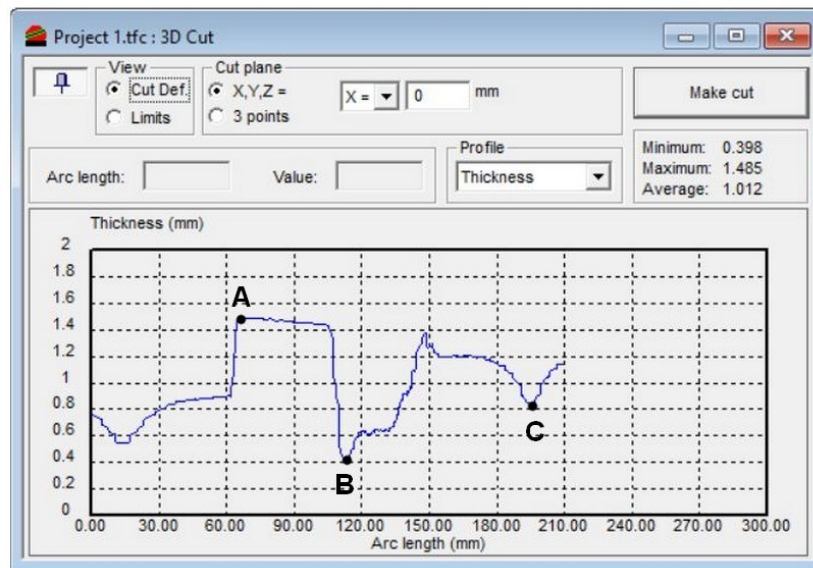 Project 1.tfc : 3D Cut
View
Cut Def.
Limits
Cut plane
X,Y,Z =
3 points
X =
0
mm
Make cut
Arc length:
Value:
Profile
Thickness
Minimum: 0.398
Maximum: 1.485
Average: 1.012
Thickness (mm)
2
1.8
1.6
1.4
1.2
1
0.8
0.6
0.4
0.2
0
A
B
C
0.00 30.00 60.00 90.00 120.00 150.00 180.00 210.00 240.00 270.00 300.00
Arc length (mm)